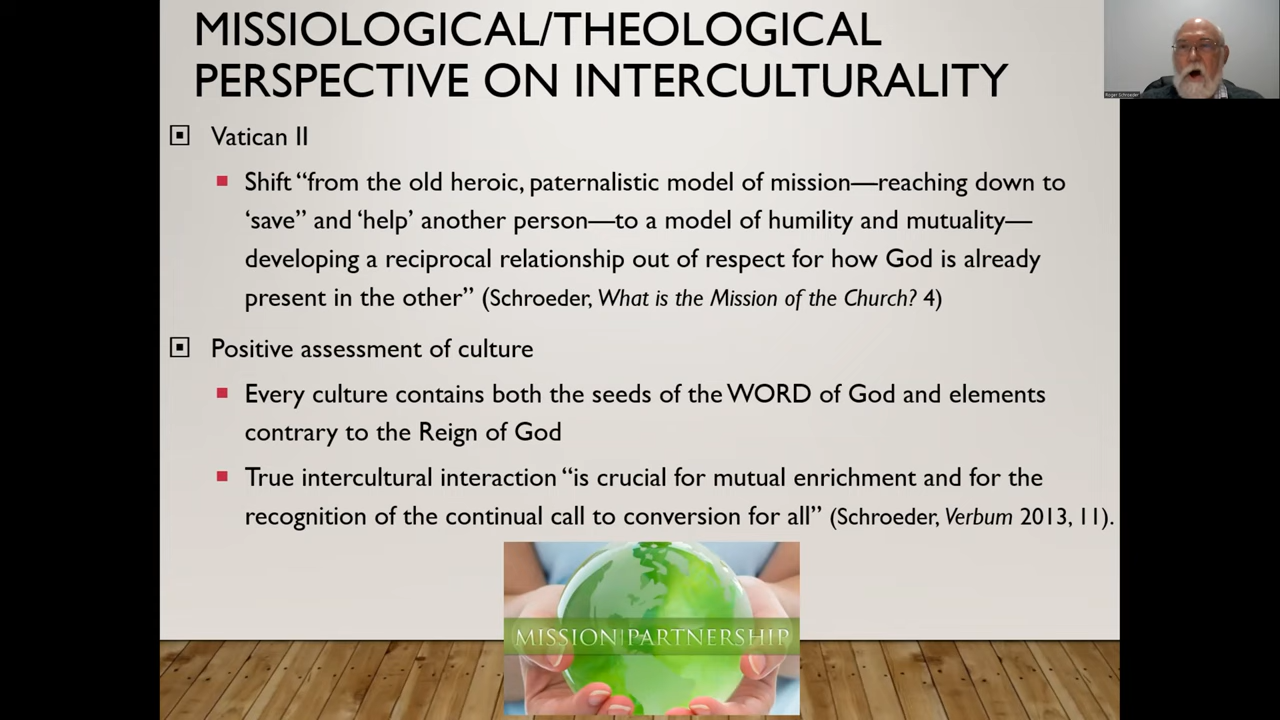 MISSIOLOGICAL/THEOLOGICAL
PERSPECTIVE ON INTERCULTURALITY
Vatican II
Shift “from the old heroic, paternalistic model of mission—reaching down to
‘save” and ‘help’ another person—to a model of humility and mutuality—
developing a reciprocal relationship out of respect for how God is already
present in the other” (Schroeder, What is the Mission of the Church? 4)
Positive assessment of culture
Every culture contains both the seeds of the WORD of God and elements
contrary to the Reign of God
True intercultural interaction “is crucial for mutual enrichment and for the
recognition of the continual call to conversion for all” (Schroeder, Verbum 2013, 11).
MISSION|PARTNERSHIP
Roger Schroeder